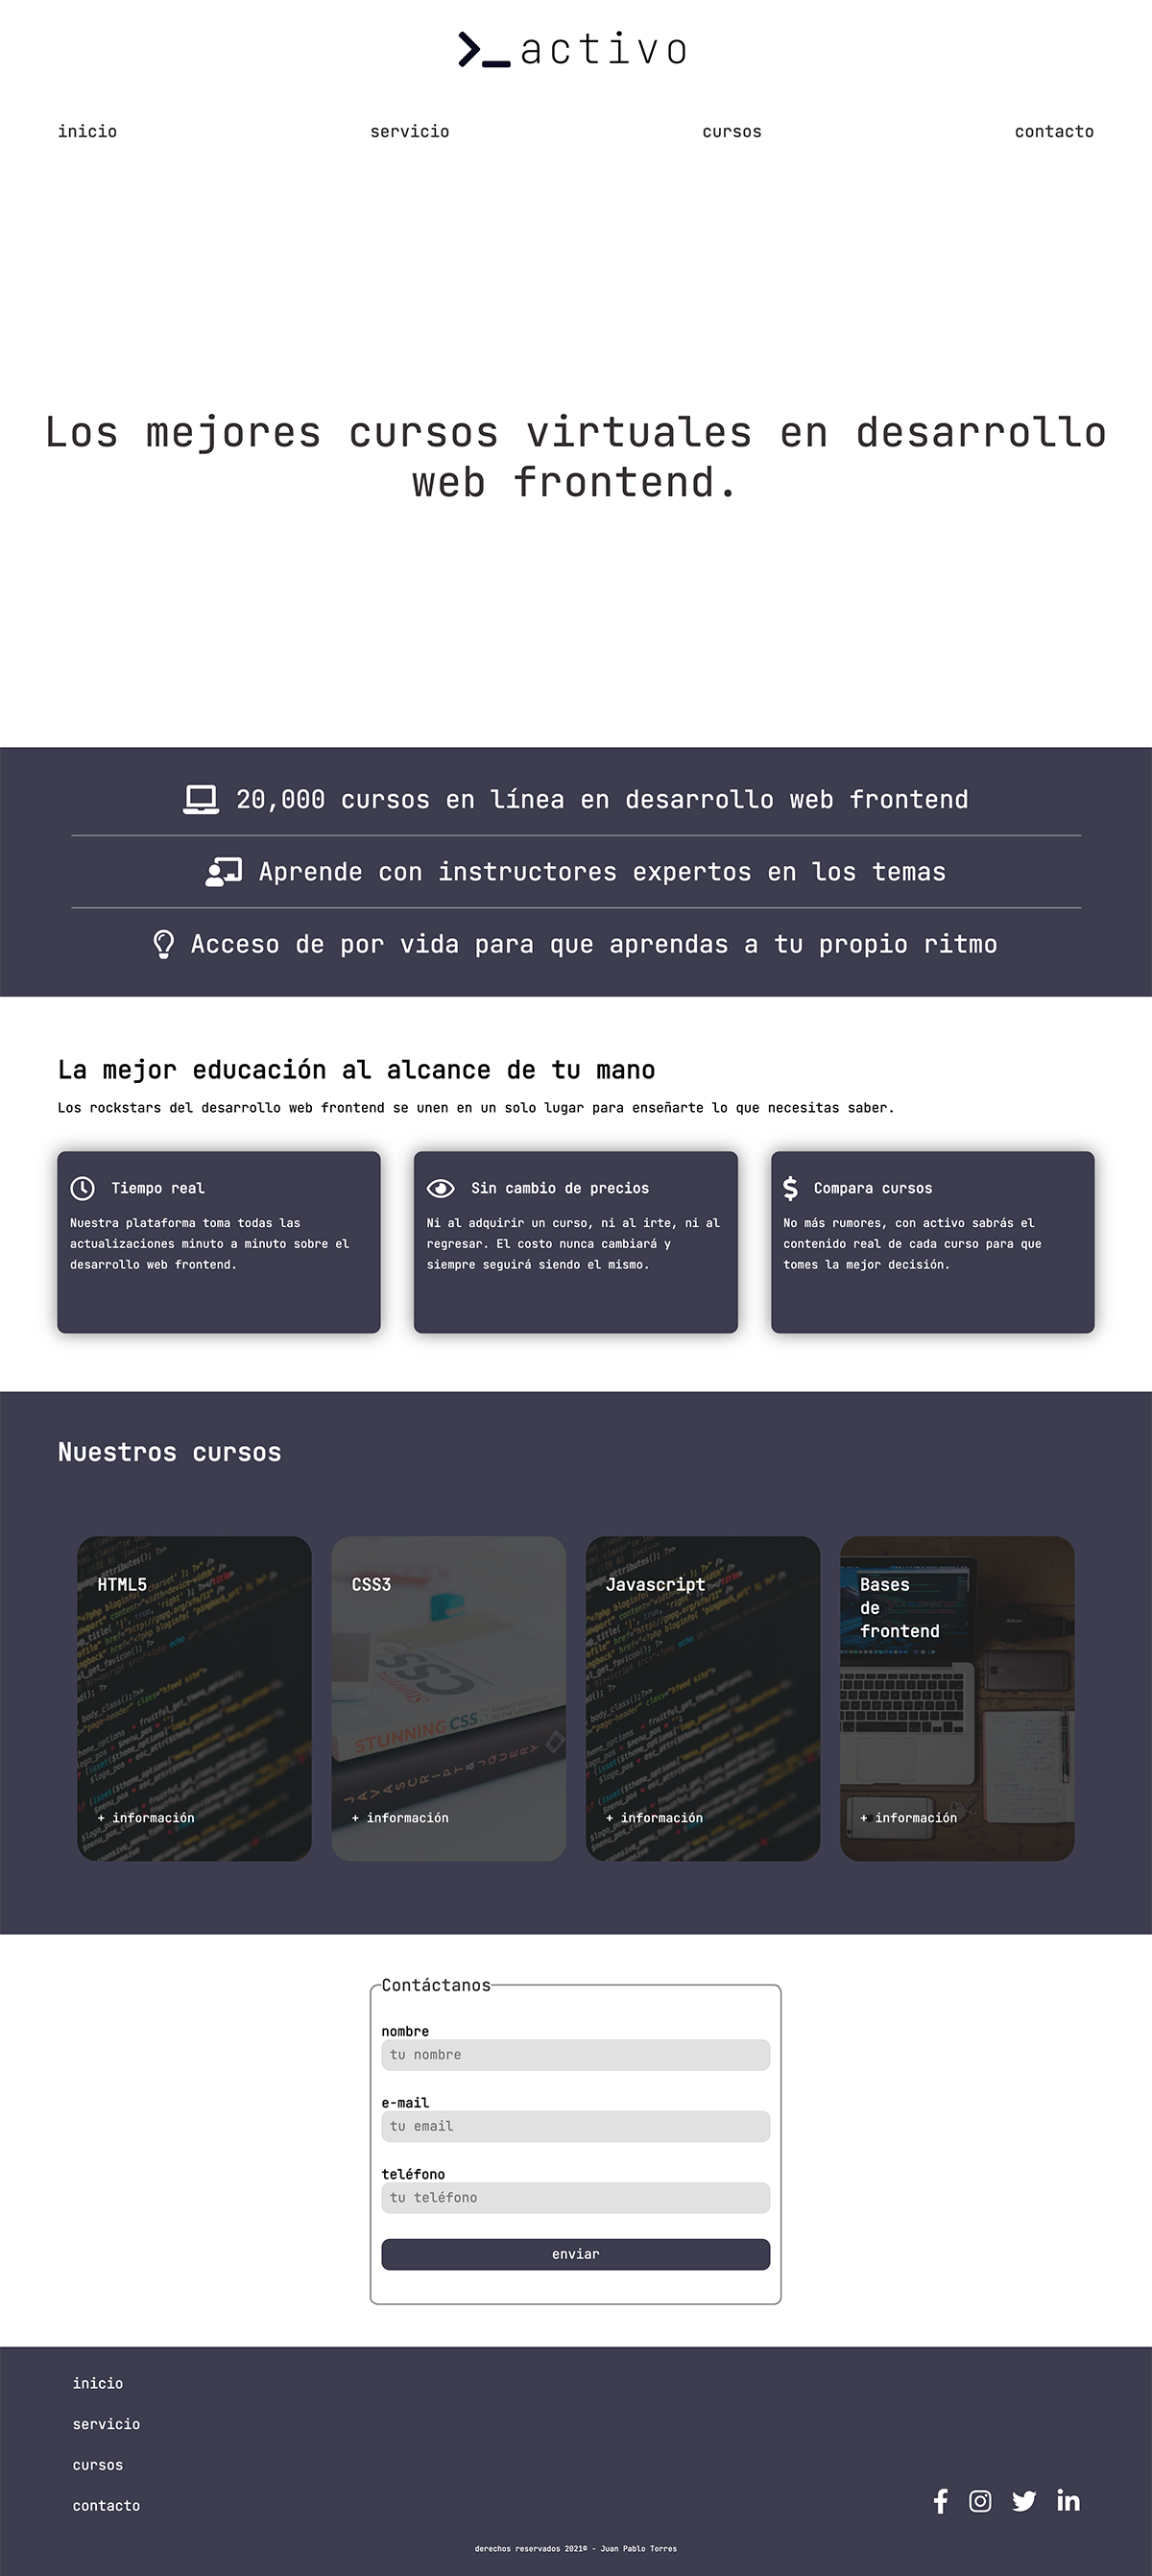 >_activo
inicio servicio cursos contacto
Los mejores cursos virtuales en desarrollo
web frontend.
20,000 cursos en línea en desarrollo web frontend
Aprende con instructores expertos en los temas
Acceso de por vida para que aprendas a tu propio ritmo
La mejor educación al alcance de tu mano
Los rockstars del desarrollo web frontend se unen en un solo lugar para enseñarte lo que necesitas saber.
Tiempo real
Nuestra plataforma toma todas las
actualizaciones minuto a minuto sobre el
desarrollo web frontend.
Sin cambio de precios
Ni al adquirir un curso, ni al irte, ni al
regresar. El costo nunca cambiará y
siempre seguirá siendo el mismo.
$ Compara cursos
No más rumores, con activo sabrás el
contenido real de cada curso para que
tomes la mejor decisión.
Nuestros cursos
HTML5
+ información
CSS3
STUNNING CSS
JAVASCRIPT & JQUERY
+ información
Javascript
+ información
Bases
de
frontend
+ información
Contáctanos
nombre
tu nombre
e-mail
tu email
teléfono
tu teléfono
enviar
inicio
servicio
cursos
contacto
derechos reservados 2021© - Juan Pablo Torres